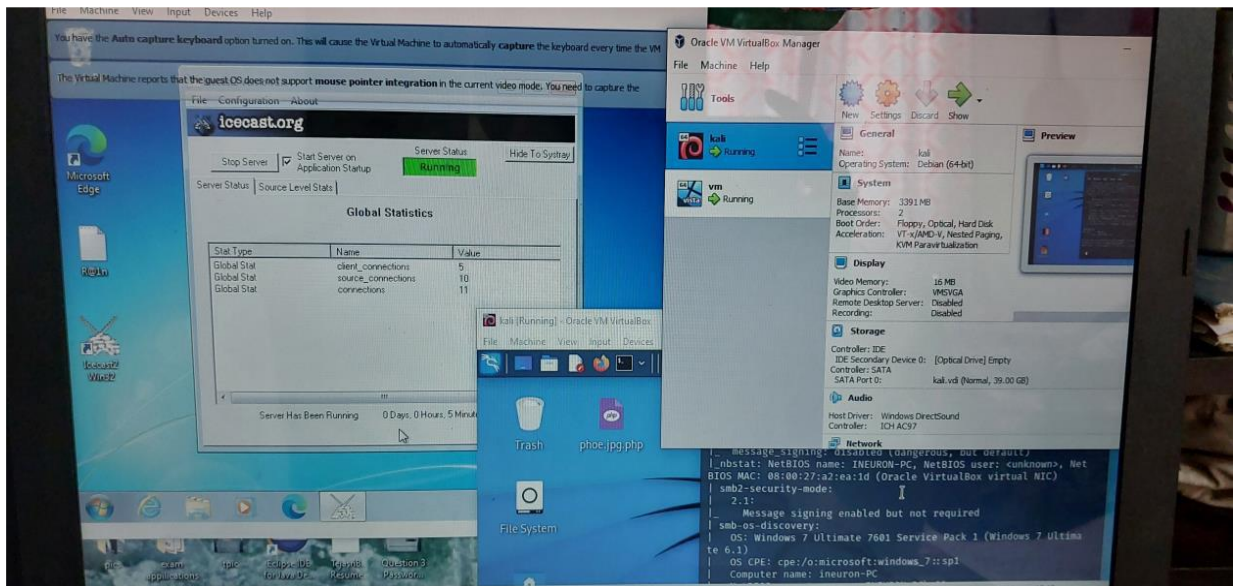 File Machine View Input Devices Help
You have the Auto capture keyboard option turned on. This will cause the Virtual Machine to automatically capture the keyboard every time the VM
The Virtual Machine reports that the guest OS does not support mouse pointer integration in the current video mode. You need to capture the
File Configuration About
icecast.org
Stop Server
Start Server on
Application Startup
Server Status
Running
Hide To Systray
Server Status
Source Level Stats
Global Statistics
Stat Type Name Value
Global Stat client_connections 5
Global Stat source_connections 10
Global Stat connections 11
Server Has Been Running 0 Days, 0 Hours, 5 Minut
Microsoft
Edge
R@1n
Icecast2
Win32
kali [Running] - Oracle VM VirtualBox
File Machine View Input Devices
Trash
phoe.jpg.php
File System
Oracle VM VirtualBox Manager
File Machine Help
Tools
New Settings Discard Show
64
kali
Running
64
vista
vm
Running
General
Name: kali
Operating System: Debian (64-bit)
System
Base Memory: 3391 MB
Processors: 2
Boot Order: Floppy, Optical, Hard Disk
Acceleration: VT-x/AMD-V, Nested Paging,
KVM Paravirtualization
Display
Video Memory: 16 MB
Graphics Controller: VMSVGA
Remote Desktop Server: Disabled
Recording: Disabled
Storage
Controller: IDE
IDE Secondary Device 0: [Optical Drive] Empty
Controller: SATA
SATA Port 0: kali.vdi (Normal, 39.00 GB)
Audio
Host Driver: Windows DirectSound
Controller: ICH AC97
Network
Preview
|_ message_signing: disabled (dangerous, but default)
|_nbstat: NetBIOS name: INEURON-PC, NetBIOS user: <unknown>, Net
BIOS MAC: 08:00:27:a2:ea:1d (Oracle VirtualBox virtual NIC)
| smb2-security-mode:
| 2.1:
|_ Message signing enabled but not required
| smb-os-discovery:
| OS: Windows 7 Ultimate 7601 Service Pack 1 (Windows 7 Ultima
te 6.1)
| OS CPE: cpe:/o:microsoft:windows_7::sp1
| Computer name: ineuron-PC
exam
applications
Eclipse IDE
for Java
Resume
Question 3